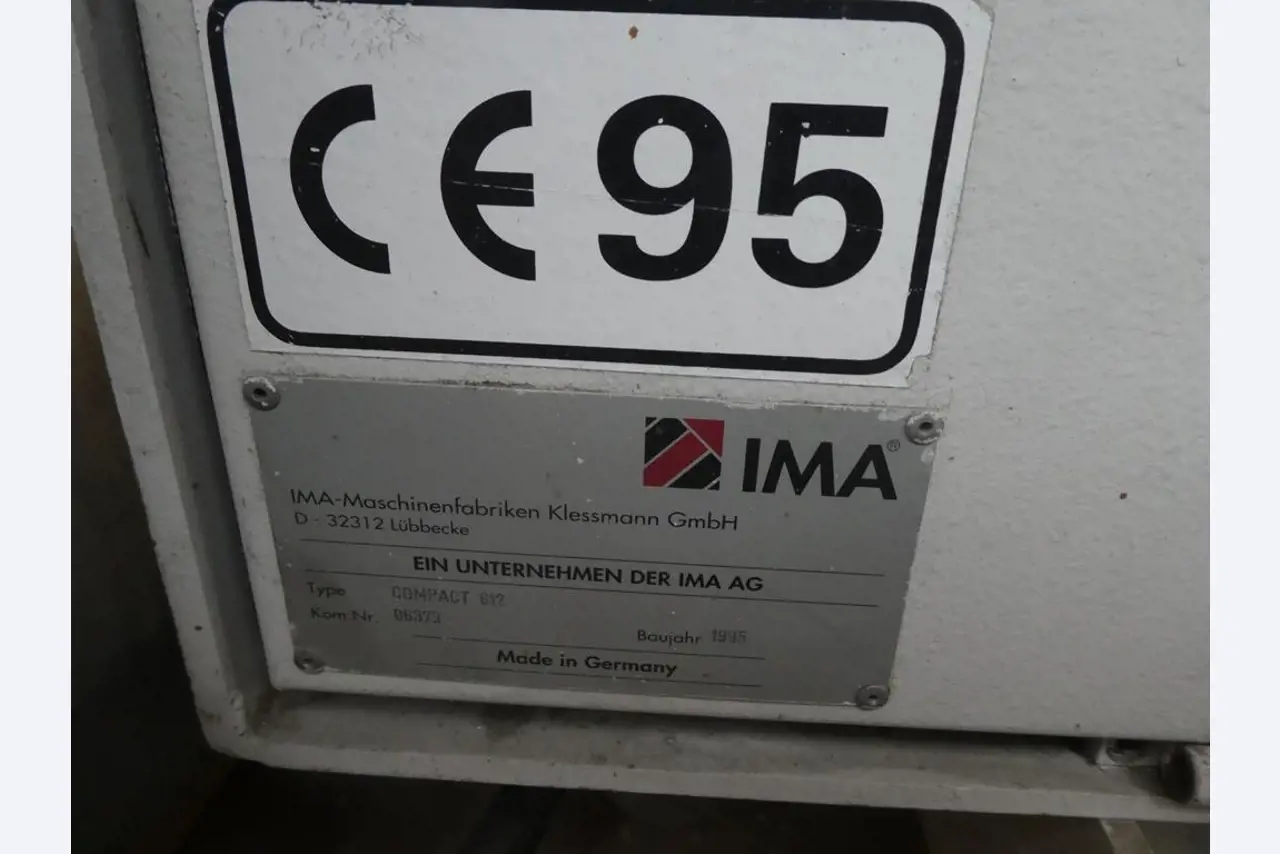 CE 95
IMA®
IMA-Maschinenfabriken Klessmann GmbH
D - 32312 Lübbecke
EIN UNTERNEHMEN DER IMA AG
Type COMPACT
Kom.Nr. 06373
Baujahr 1995
Made in Germany